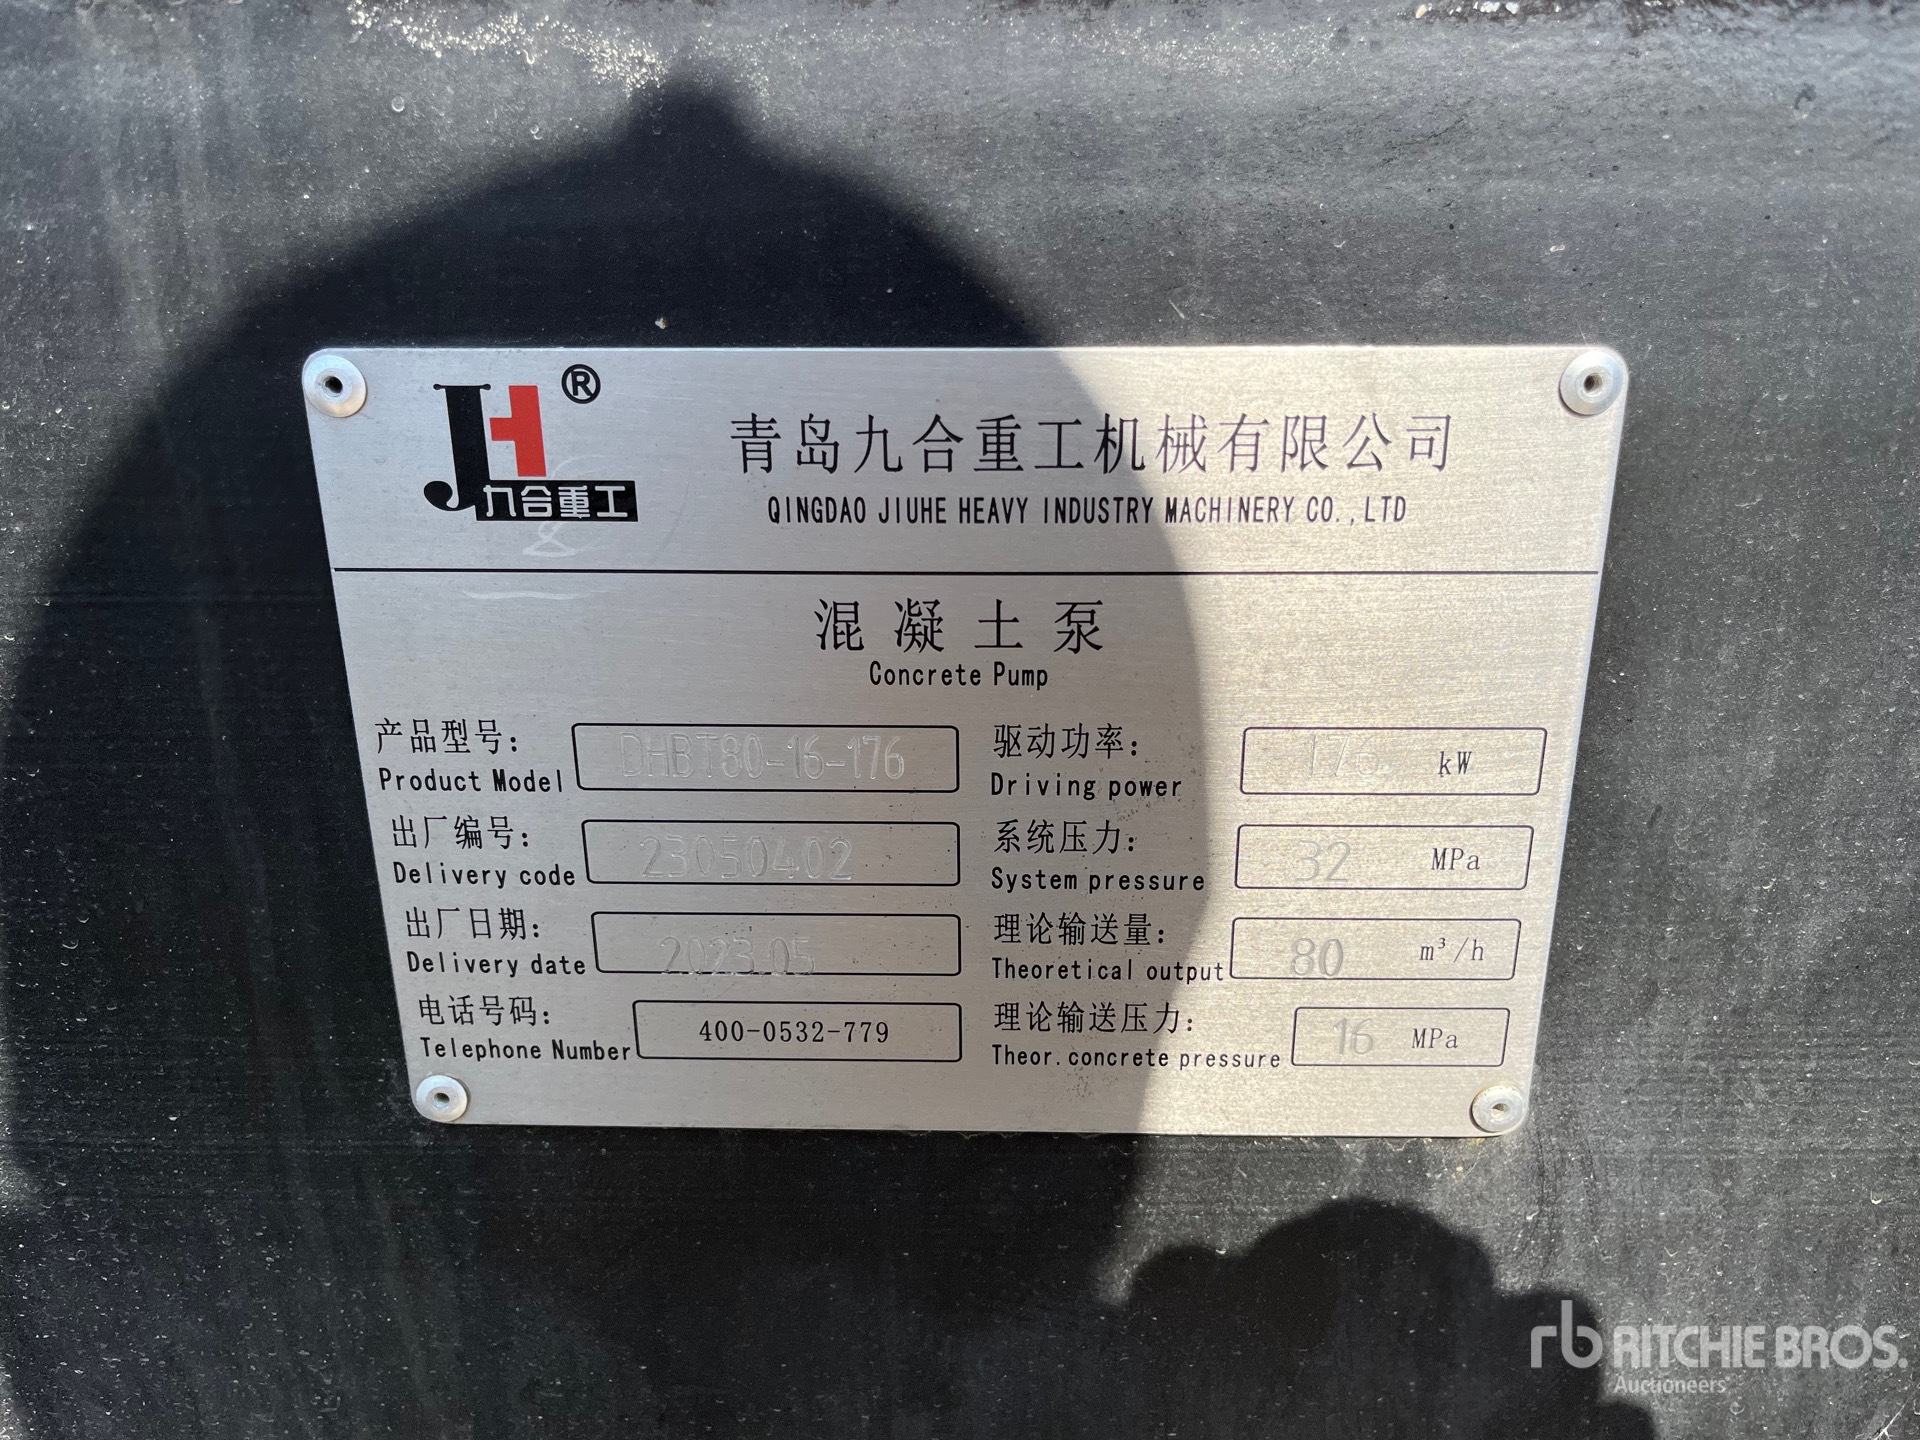 JH®
九合重工
青岛九合重工机械有限公司
QINGDAO JIUHE HEAVY INDUSTRY MACHINERY CO.,LTD
混凝土泵
Concrete Pump
产品型号: DHBT80-16-176
Product Model
出厂编号: 23050402
Delivery code
出厂日期: 2023.05
Delivery date
电话号码: 400-0532-779
Telephone Number
驱动功率: 176 kW
Driving power
系统压力: 32 MPa
System pressure
理论输送量: 80 m³/h
Theoretical output
理论输送压力: 16 MPa
Theor.concrete pressure
rb RITCHIE BROS.
Auctioneers